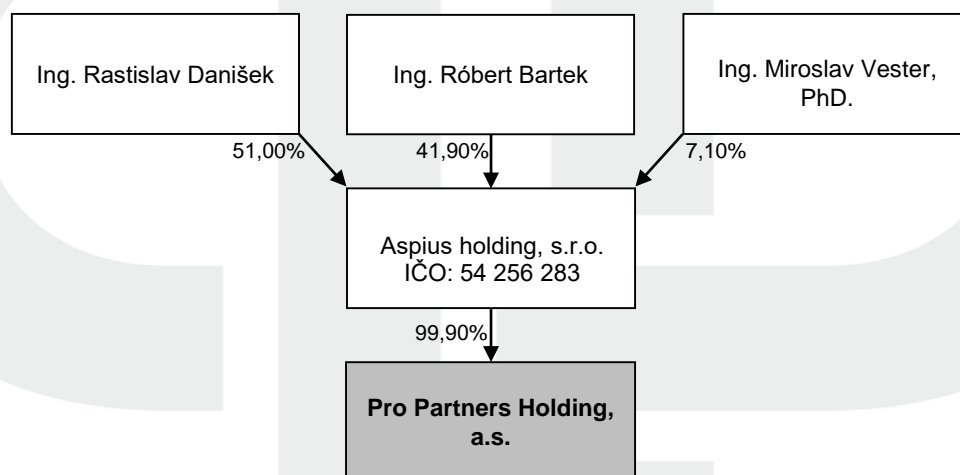 Ing. Rastislav Danišek
Ing. Róbert Bartek
Ing. Miroslav Vester,
PhD.
51,00%
41,90%
7,10%
Aspius holding, s.r.o.
IČO: 54 256 283
99,90%
Pro Partners Holding,
a.s.